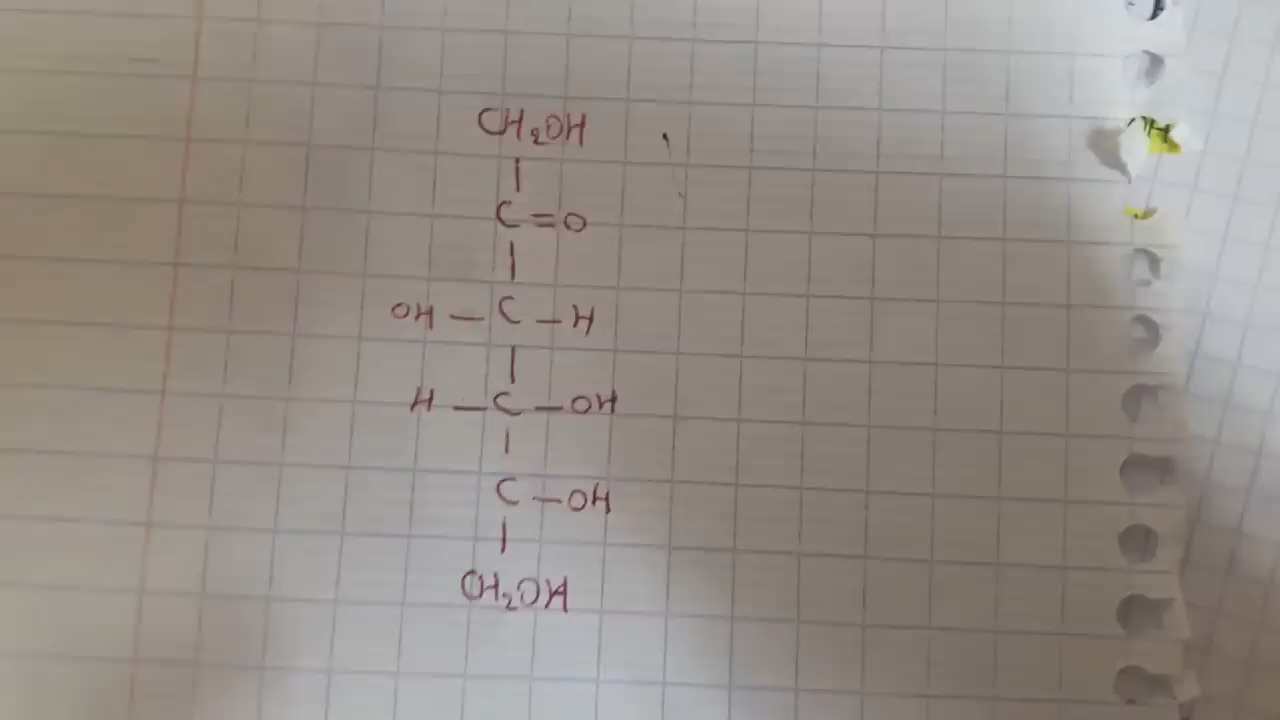 CH₂OH
|
C=O
|
OH — C — H
|
H — C — OH
|
C — OH
|
CH₂OH